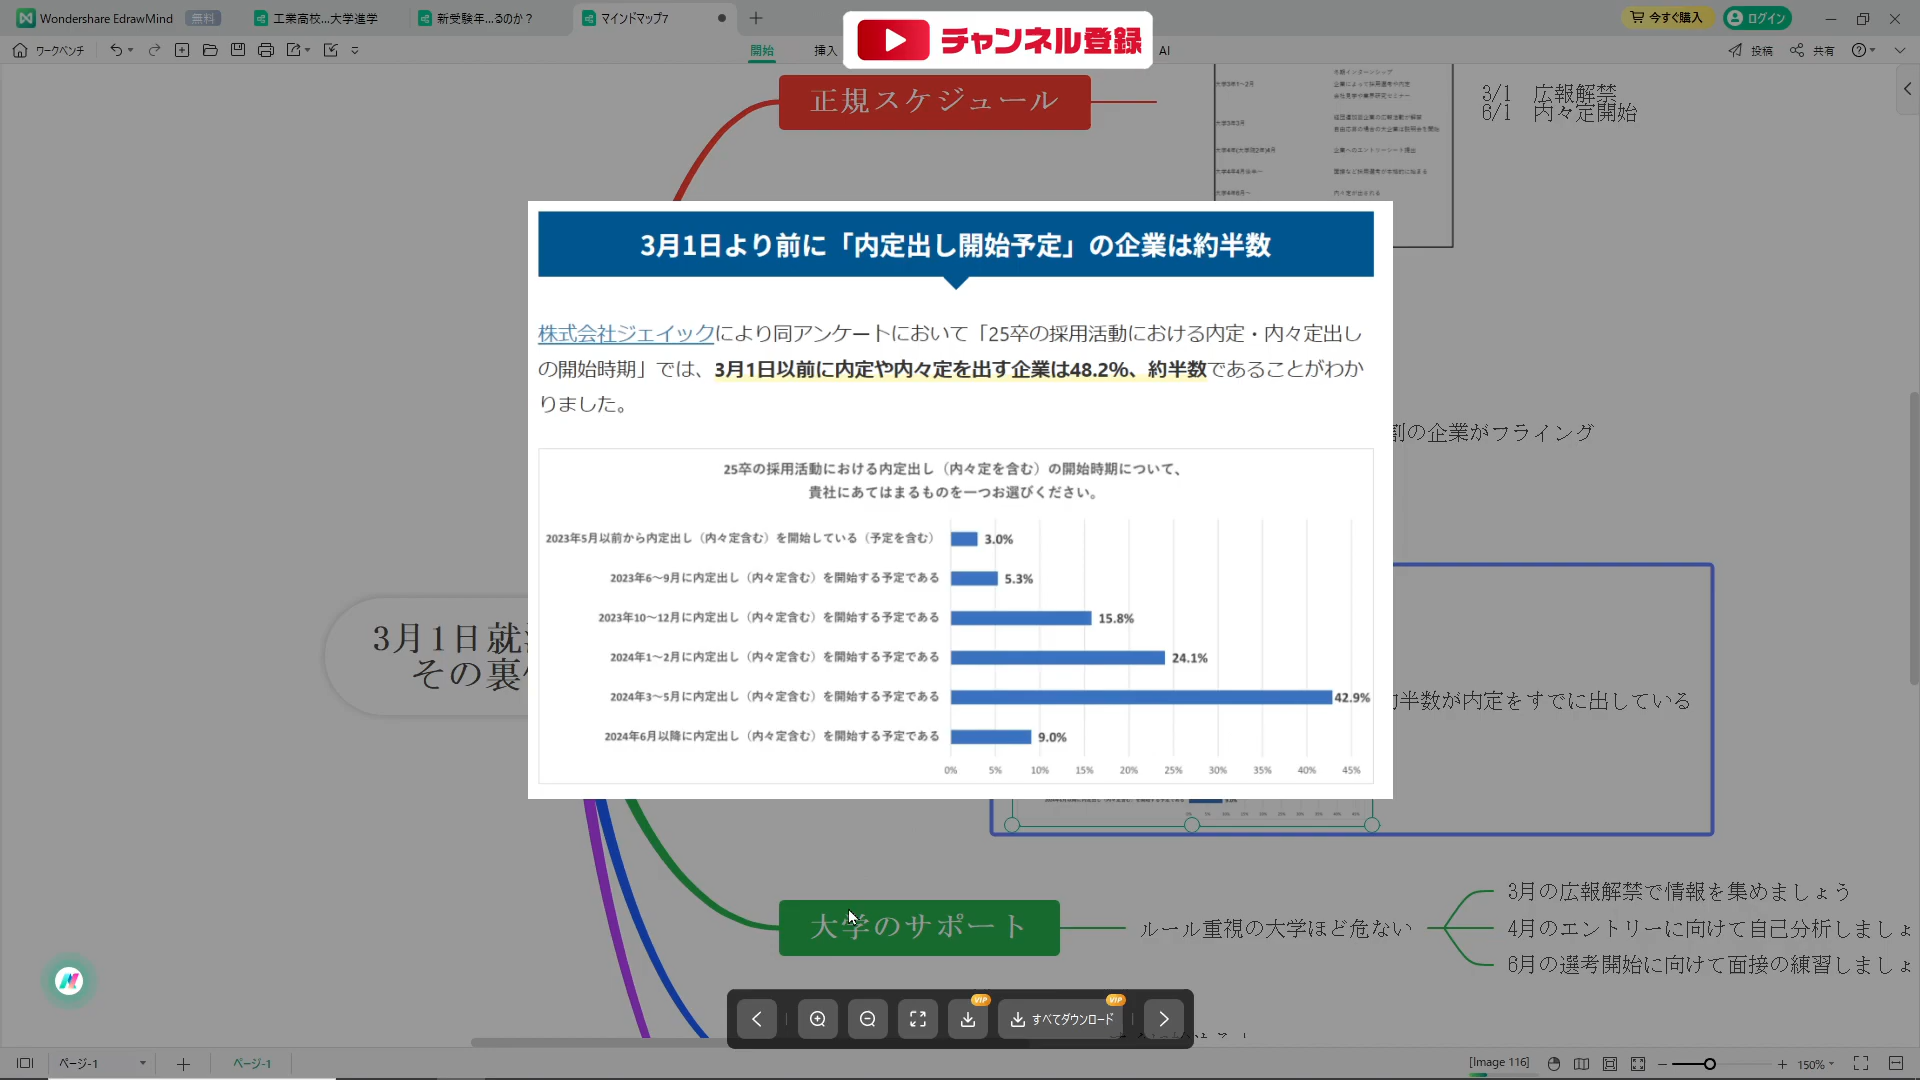 Wondershare EdrawMind 無料
工業高校...大学進学
新受験年...るのか？
マインドマップ7
今すぐ購入
ログイン
ワークベンチ
開始
挿入
チャンネル登録
AI
投稿
共有
正規スケジュール
3/1 広報解禁
6/1 内々定開始
3月1日より前に「内定出し開始予定」の企業は約半数
株式会社ジェイックにより同アンケートにおいて「25卒の採用活動における内定・内々定出し
の開始時期」では、3月1日以前に内定や内々定を出す企業は48.2%、約半数であることがわか
りました。
割の企業がフライング
25卒の採用活動における内定出し（内々定を含む）の開始時期について、
貴社にあてはまるものを一つお選びください。
2023年5月以前から内定出し（内々定含む）を開始している（予定を含む） 3.0%
2023年6～9月に内定出し（内々定含む）を開始する予定である 5.3%
2023年10～12月に内定出し（内々定含む）を開始する予定である 15.8%
2024年1～2月に内定出し（内々定含む）を開始する予定である 24.1%
2024年3～5月に内定出し（内々定含む）を開始する予定である 42.9%
2024年6月以降に内定出し（内々定含む）を開始する予定である 9.0%
0% 5% 10% 15% 20% 25% 30% 35% 40% 45%
3月1日就
その裏
半数が内定をすでに出している
大学のサポート
ルール重視の大学ほど危ない
3月の広報解禁で情報を集めましょう
4月のエントリーに向けて自己分析しましょ
6月の選考開始に向けて面接の練習しましょ
VIP
VIP
すべてダウンロード
ページ-1
ページ-1
[Image 116]
150%